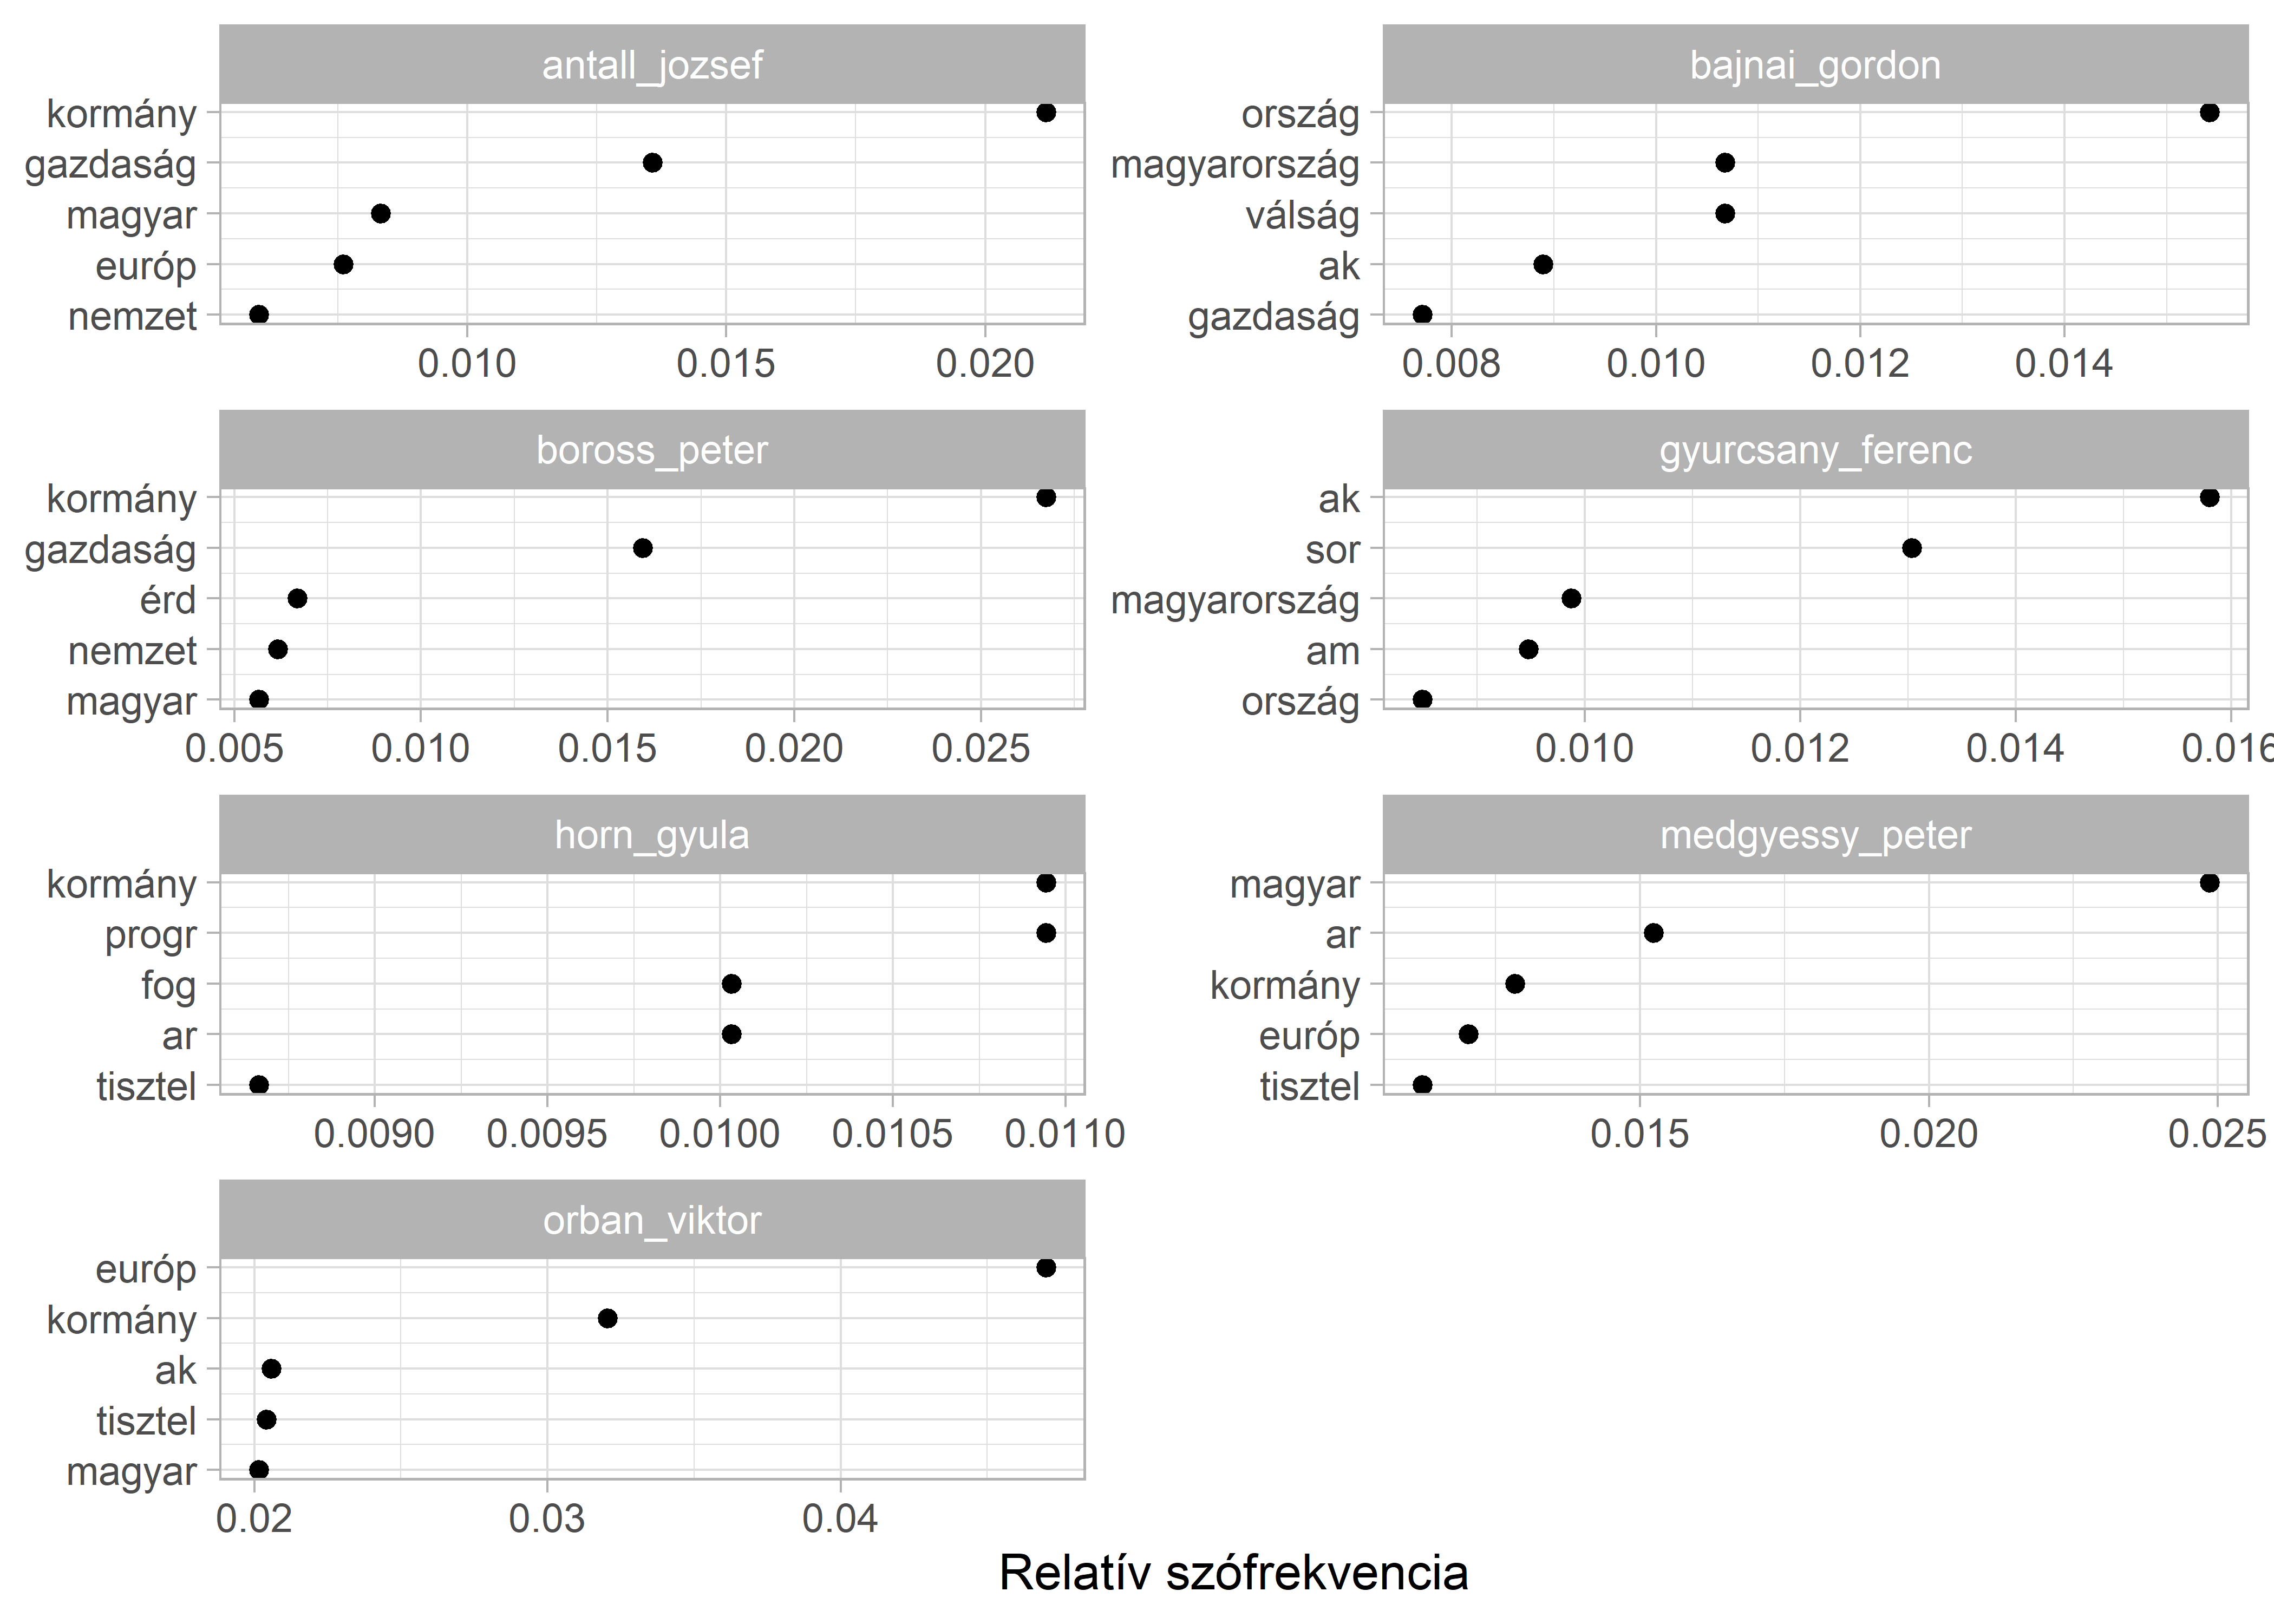 antall_jozsef
kormány
gazdaság
magyar
európ
nemzet
0.010 0.015 0.020
bajnai_gordon
ország
magyarország
válság
ak
gazdaság
0.008 0.010 0.012 0.014
boross_peter
kormány
gazdaság
érd
nemzet
magyar
0.005 0.010 0.015 0.020 0.025
gyurcsany_ferenc
ak
sor
magyarország
am
ország
0.010 0.012 0.014 0.016
horn_gyula
kormány
progr
fog
ar
tisztel
0.0090 0.0095 0.0100 0.0105 0.0110
medgyessy_peter
magyar
ar
kormány
európ
tisztel
0.015 0.020 0.025
orban_viktor
európ
kormány
ak
tisztel
magyar
0.02 0.03 0.04
Relatív szófrekvencia